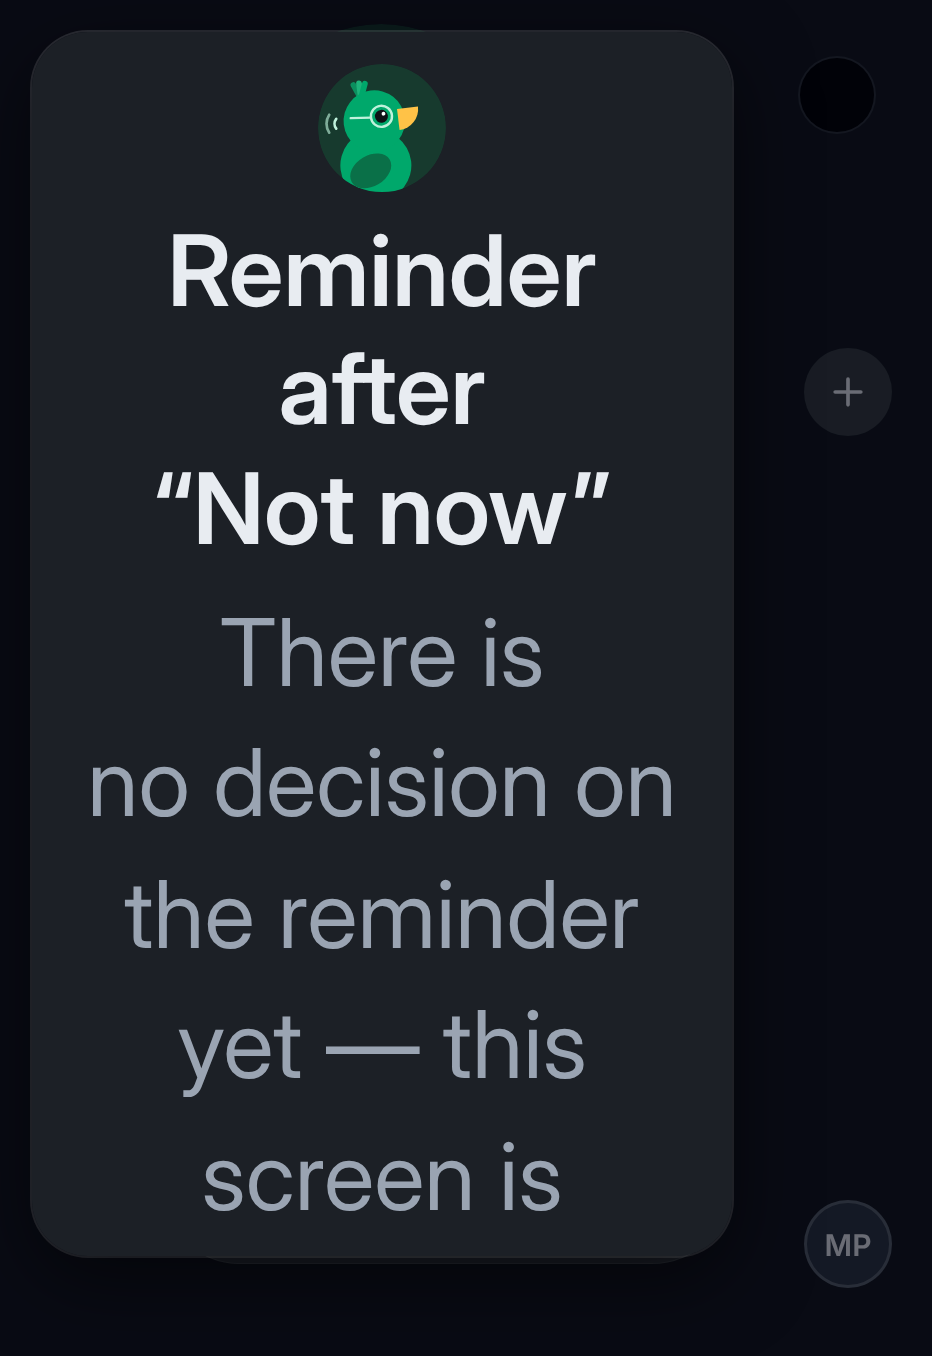 Reminder
after
“Not now”
There is
no decision on
the reminder
yet — this
screen is
MP